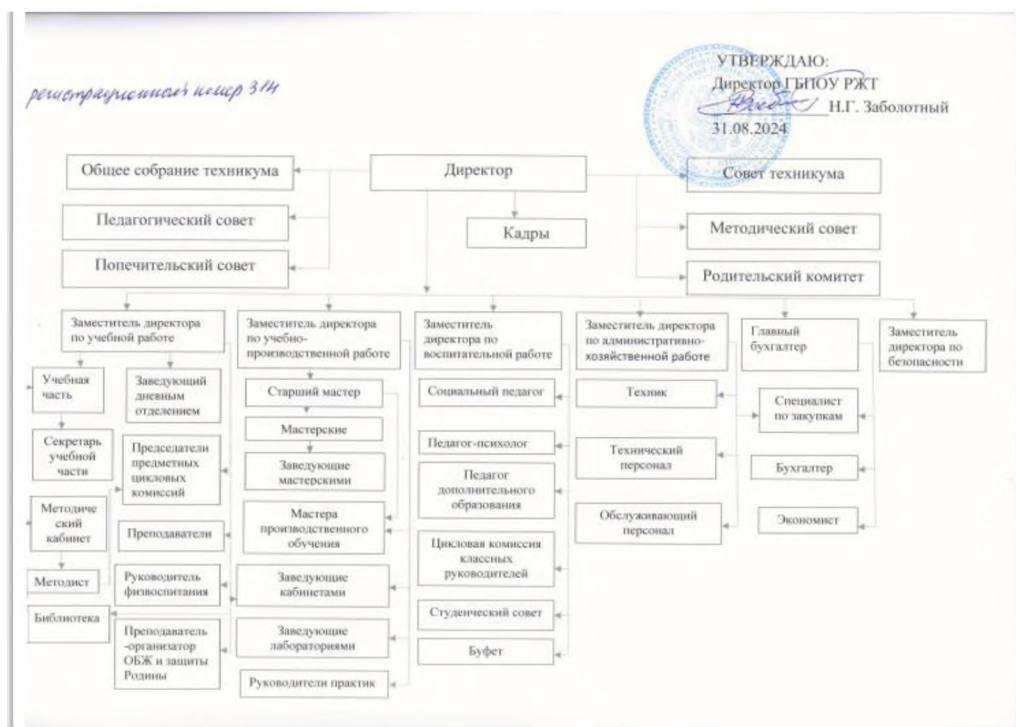 регистрационный номер 314
УТВЕРЖДАЮ:
Директор ГБПОУ РЖТ
Н.Г. Заболотный
31.08.2024
Общее собрание техникума
Директор
Совет техникума
Педагогический совет
Кадры
Методический совет
Попечительский совет
Родительский комитет
Заместитель директора
по учебной работе
Заместитель директора
по учебно-
производственной работе
Заместитель
директора по
воспитательной работе
Заместитель директора
по административно-
хозяйственной работе
Главный
бухгалтер
Заместитель
директора по
безопасности
Учебная
часть
Заведующий
дневным
отделением
Секретарь
учебной
части
Председатели
предметных
цикловых
комиссий
Методиче
ский
кабинет
Преподаватели
Методист
Руководитель
физвоспитания
Библиотека
Преподаватель
-организатор
ОБЖ и защиты
Родины
Старший мастер
Мастерские
Заведующие
мастерскими
Мастера
производственного
обучения
Заведующие
кабинетами
Заведующие
лабораториями
Руководители практик
Социальный педагог
Педагог-психолог
Педагог
дополнительного
образования
Цикловая комиссия
классных
руководителей
Студенческий совет
Буфет
Техник
Технический
персонал
Обслуживающий
персонал
Специалист
по закупкам
Бухгалтер
Экономист